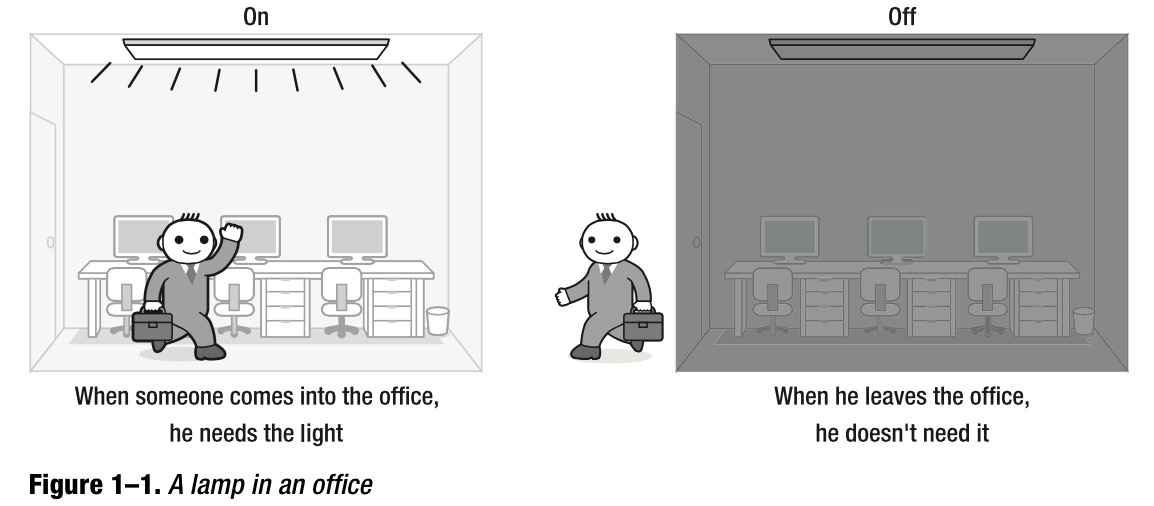 On
Off
When someone comes into the office,
he needs the light
When he leaves the office,
he doesn't need it
Figure 1–1. A lamp in an office